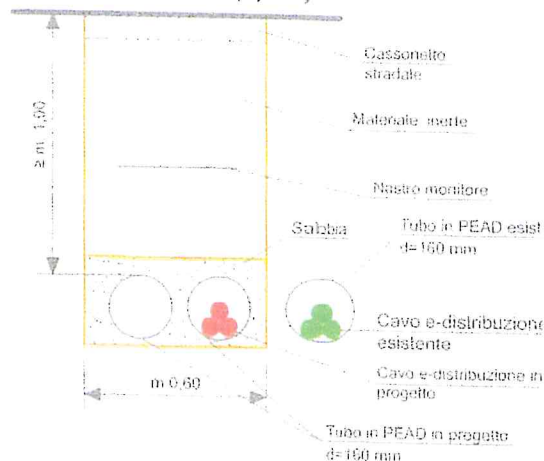 Cassonetto
stradale
≥ m 1,00
Materiale inerte
Nastro monitore
Sabbia
Tubo in PEAD esist
d=160 mm
Cavo e-distribuzione
esistente
m 0,60
Cavo e-distribuzione in
progetto
Tubo in PEAD in progetto
d=160 mm